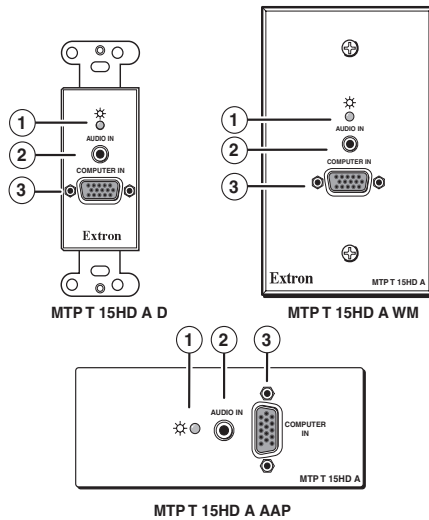 1
AUDIO IN
2
COMPUTER IN
3
Extron
MTP T 15HD A D
1
AUDIO IN
2
COMPUTER IN
3
Extron
MTP T 15HD A
MTP T 15HD A WM
1 2 3
AUDIO IN
COMPUTER
IN
MTP T 15HD A
MTP T 15HD A AAP